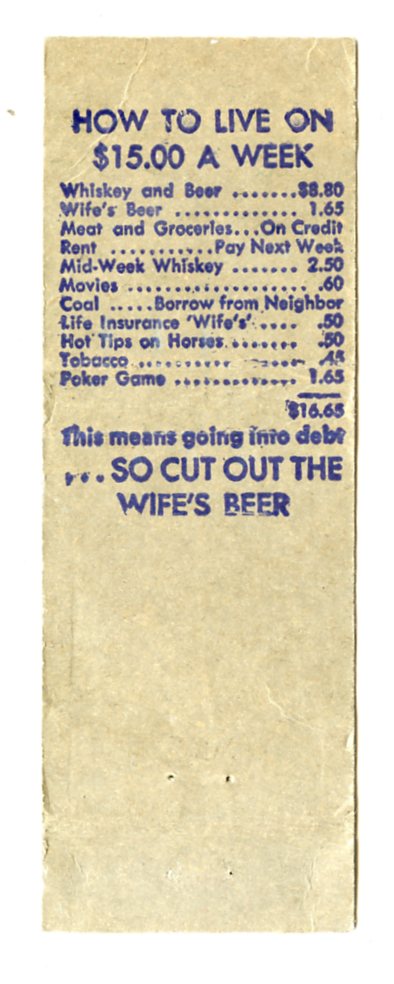 HOW TO LIVE ON
$15.00 A WEEK
Whiskey and Beer .......$8.80
Wife's Beer ............. 1.65
Meat and Groceries...On Credit
Rent ...........Pay Next Week
Mid-Week Whiskey ....... 2.50
Movies ................... .60
Coal .....Borrow from Neighbor
Life Insurance 'Wife's'..... .50
Hot Tips on Horses........ .50
Tobacco .................. .45
Poker Game ............. 1.65
$16.65
This means going into debt
... SO CUT OUT THE
WIFE'S BEER